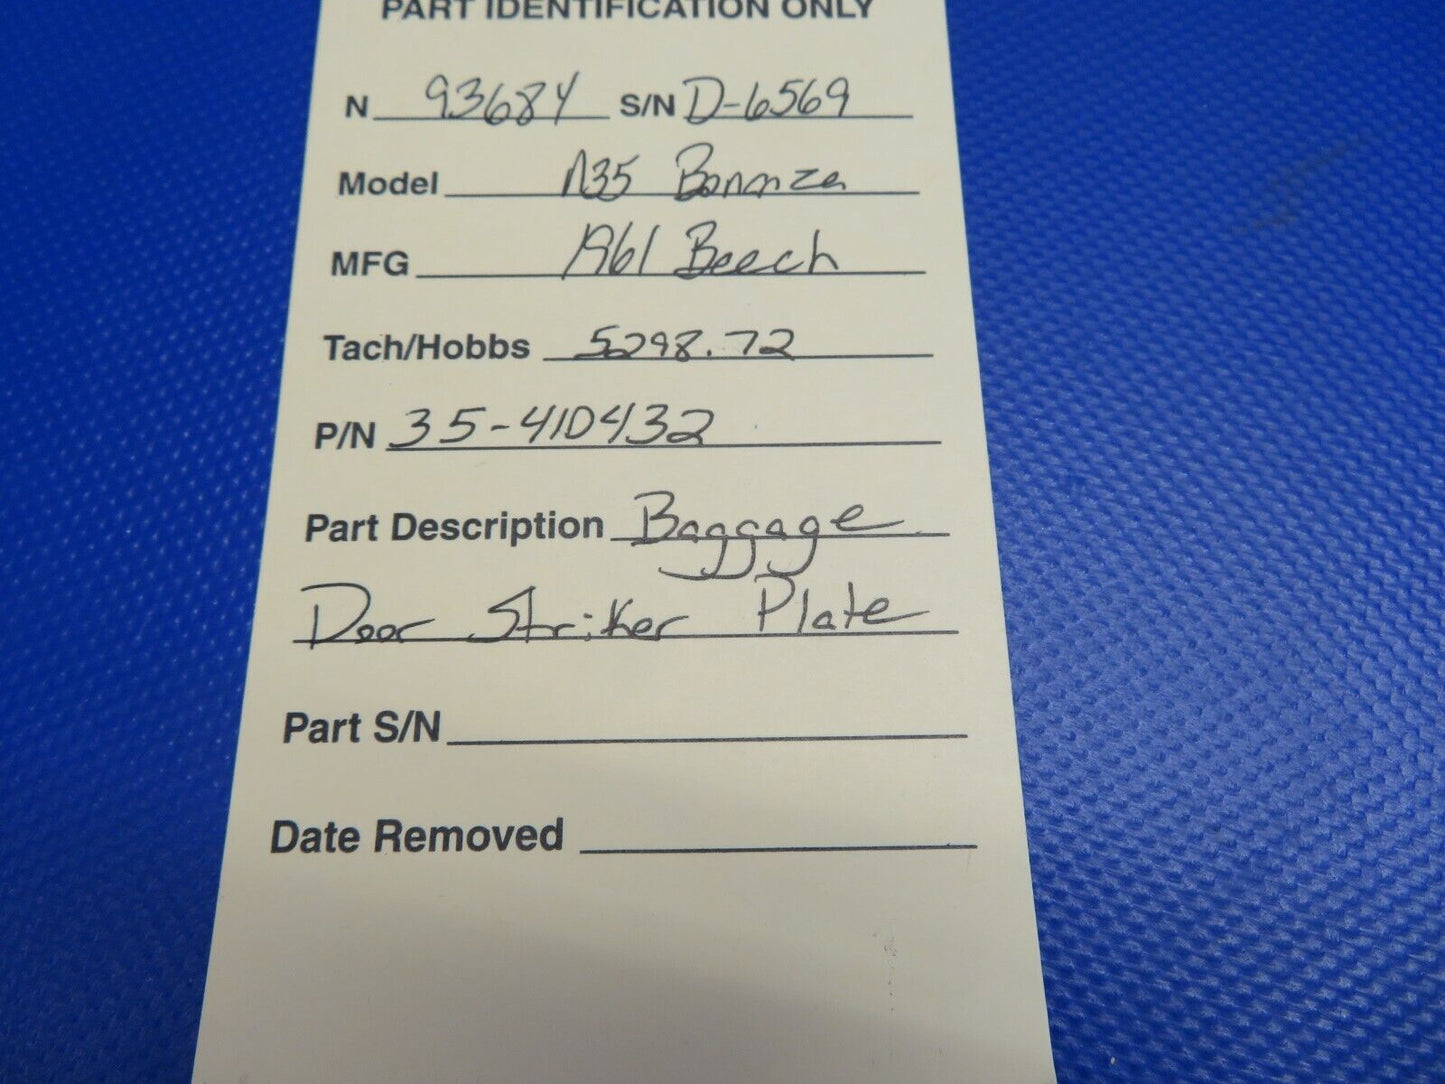 PART IDENTIFICATION ONLY
N 93684 S/N D-6569
Model N35 Bonanza
MFG 1961 Beech
Tach/Hobbs 5298.72
P/N 35-410432
Part Description Baggage
Door Striker Plate
Part S/N
Date Removed